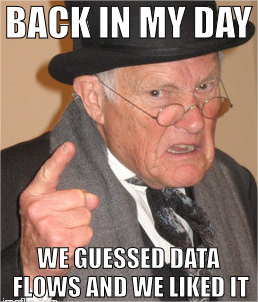 BACK IN MY DAY
WE GUESSED DATA
FLOWS AND WE LIKED IT